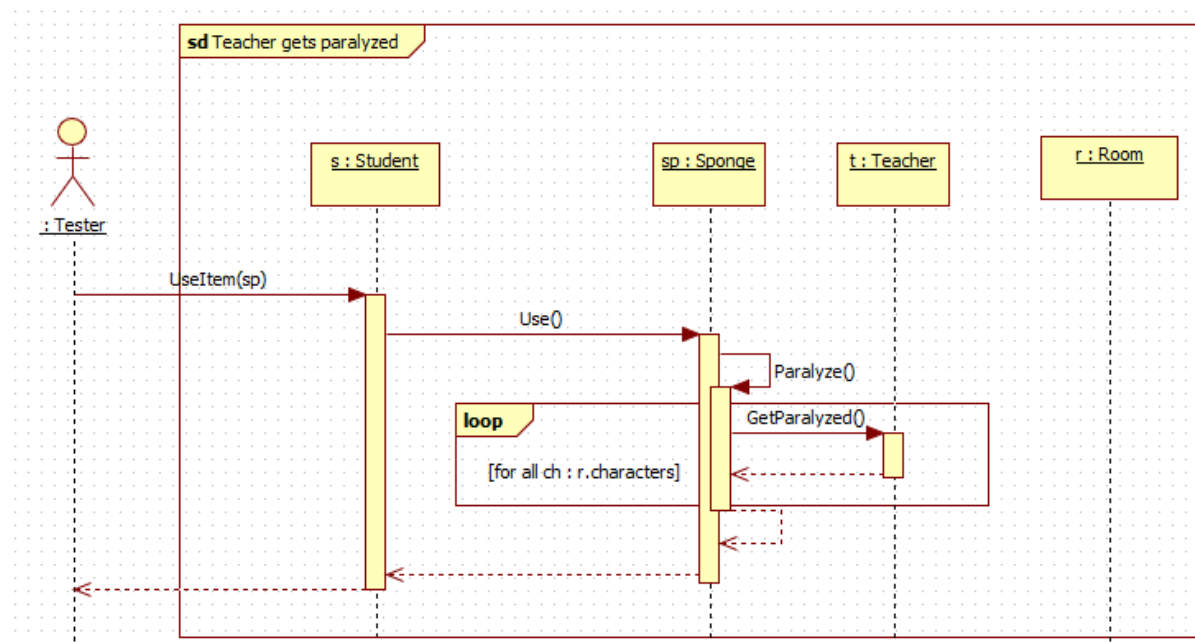 sd Teacher gets paralyzed
s : Student
sp : Sponge
t : Teacher
r : Room
: Tester
UseItem(sp)
Use()
Paralyze()
loop
GetParalyzed()
[for all ch : r.characters]